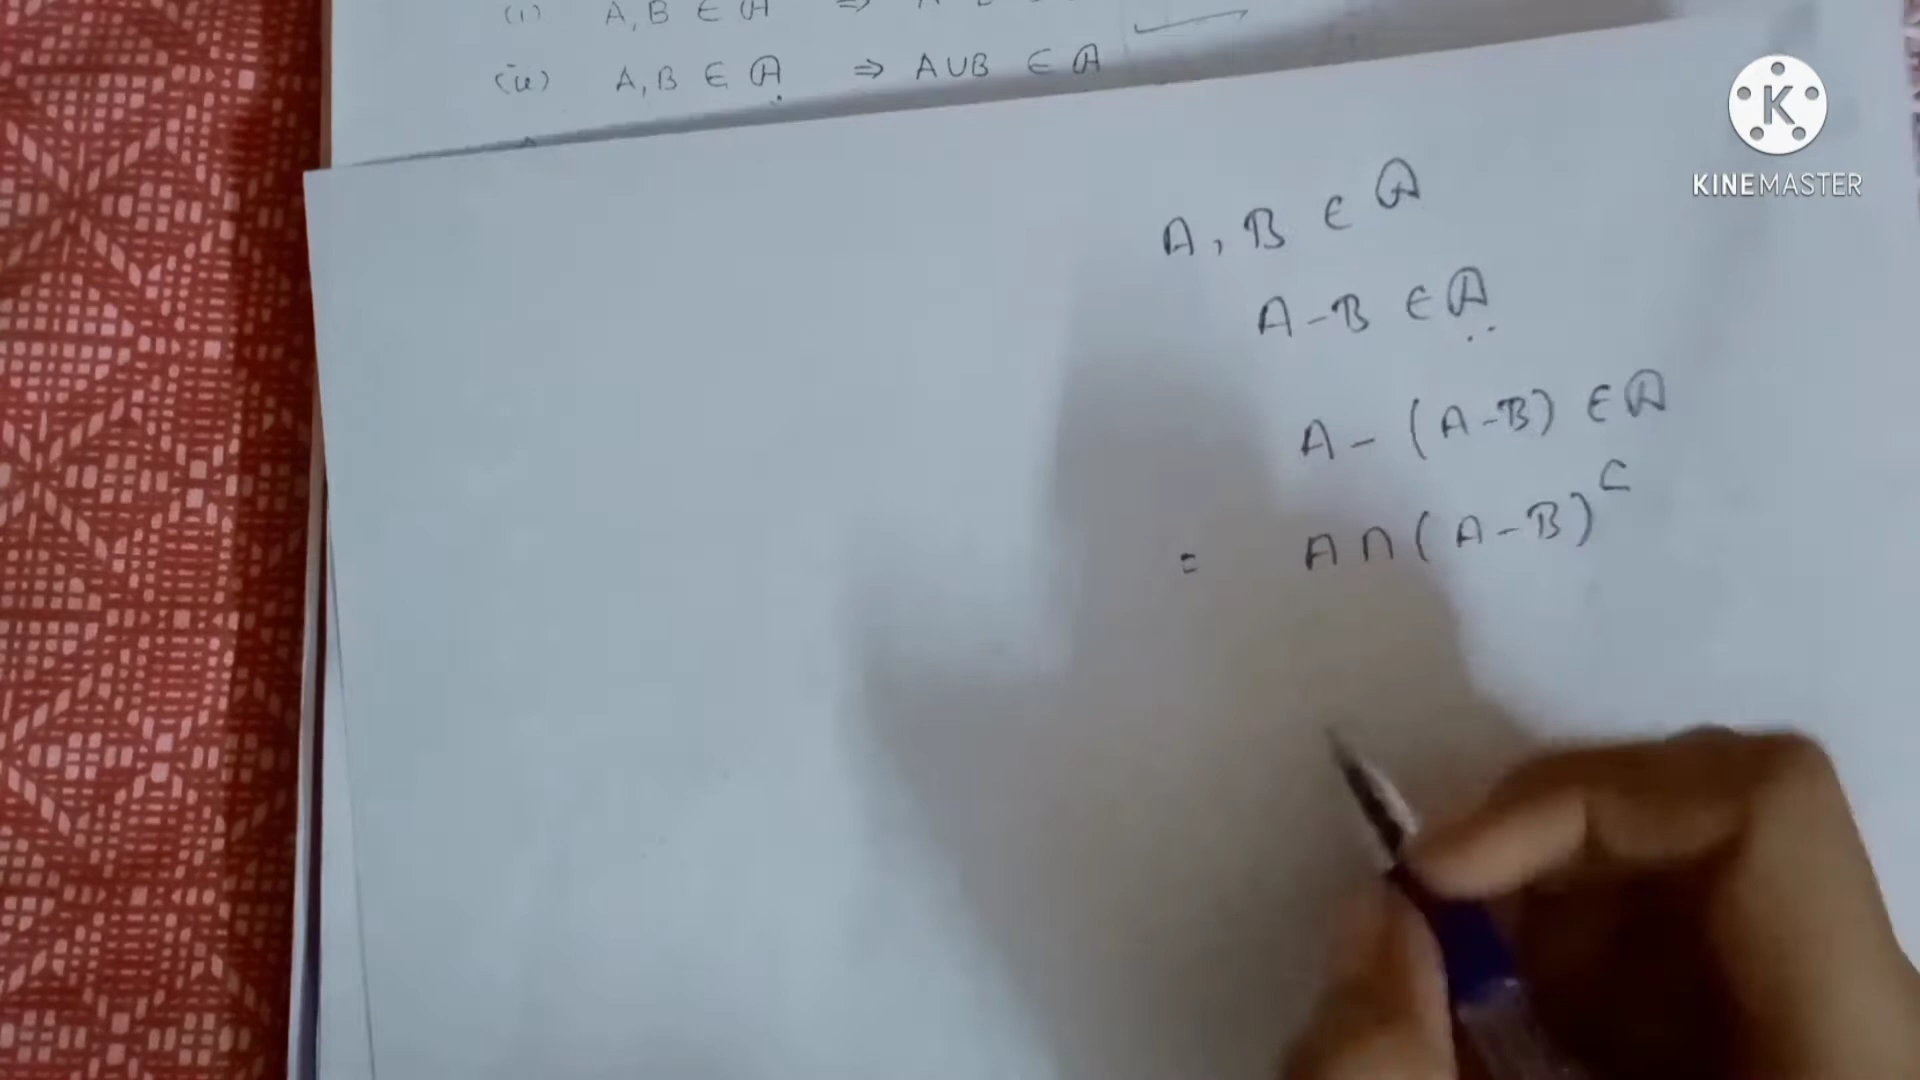 (i) A, B ∈ 𝔸 ⇒
(ii) A, B ∈ 𝔸 ⇒ A∪B ∈ 𝔸
K
KINEMASTER
A, B ∈ 𝔸
A-B ∈ 𝔸
A - (A-B) ∈ 𝔸
= A ∩ (A-B)ᶜ